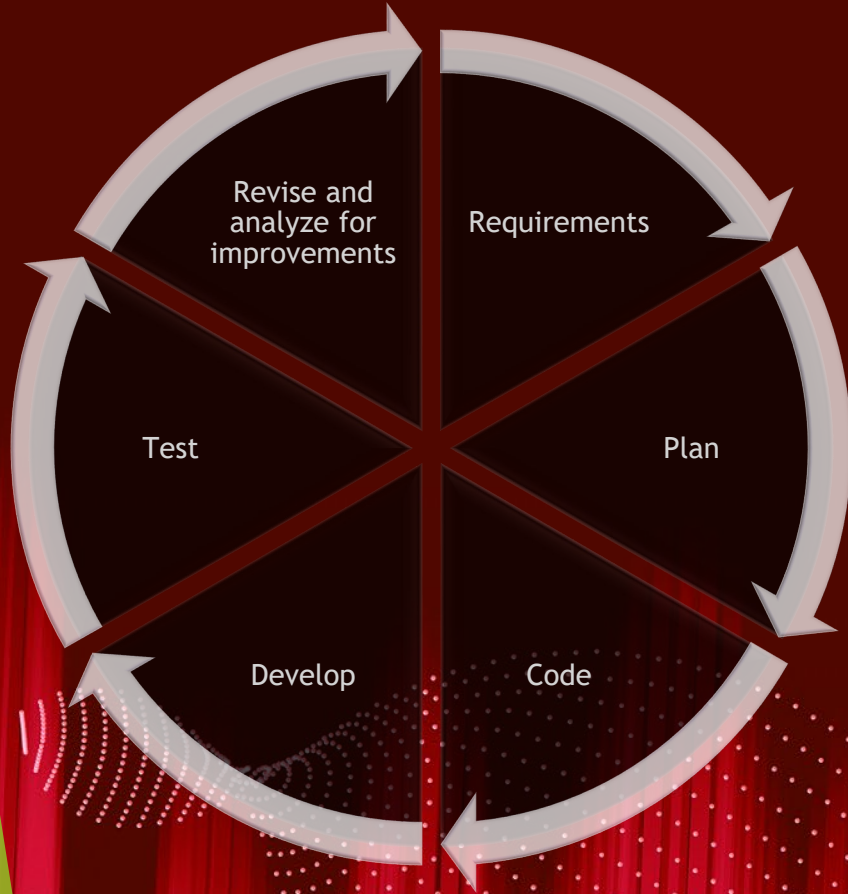 Requirements
Plan
Code
Develop
Test
Revise and
analyze for
improvements